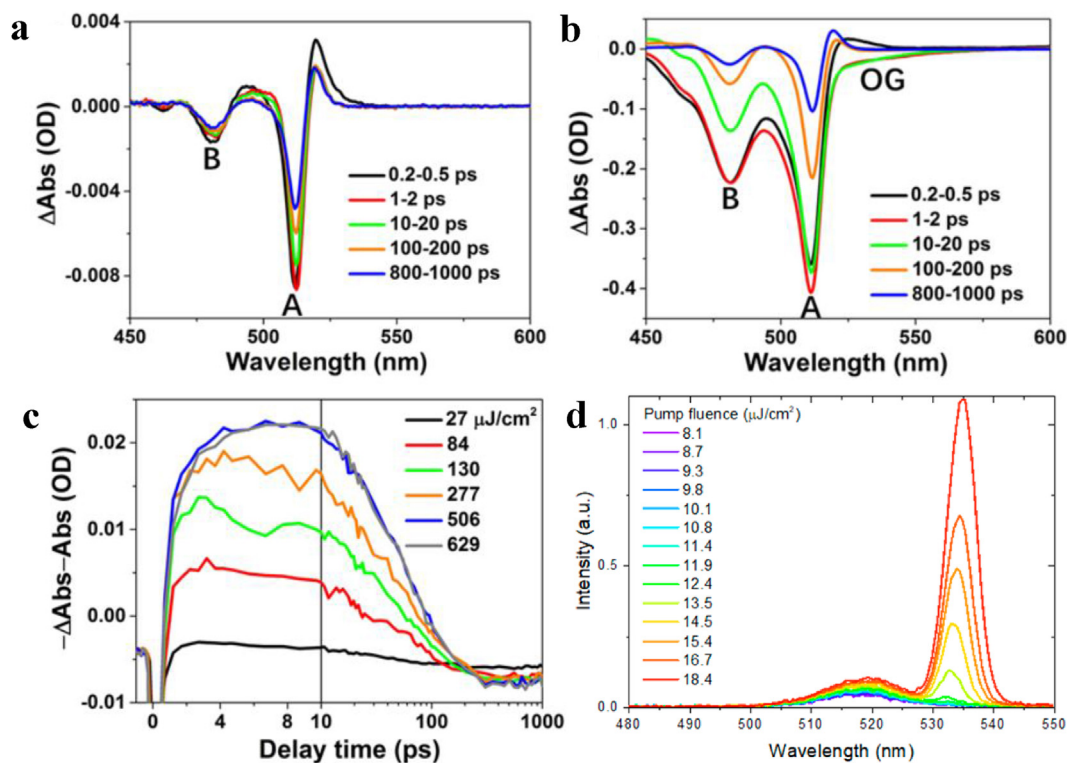 a
0.004
0.000
-0.004
-0.008
ΔAbs (OD)
B
A
0.2-0.5 ps
1-2 ps
10-20 ps
100-200 ps
800-1000 ps
450 500 550 600
Wavelength (nm)
b
0.0
-0.1
-0.2
-0.3
-0.4
ΔAbs (OD)
OG
B
A
0.2-0.5 ps
1-2 ps
10-20 ps
100-200 ps
800-1000 ps
450 500 550 600
Wavelength (nm)
c
0.02
0.01
0.00
-0.01
−ΔAbs−Abs (OD)
27 μJ/cm²
84
130
277
506
629
0 4 8 10 100 1000
Delay time (ps)
d
1.0
0.5
0.0
Intensity (a.u.)
Pump fluence (μJ/cm²)
8.1
8.7
9.3
9.8
10.1
10.8
11.4
11.9
12.4
13.5
14.5
15.4
16.7
18.4
480 490 500 510 520 530 540 550
Wavelength (nm)